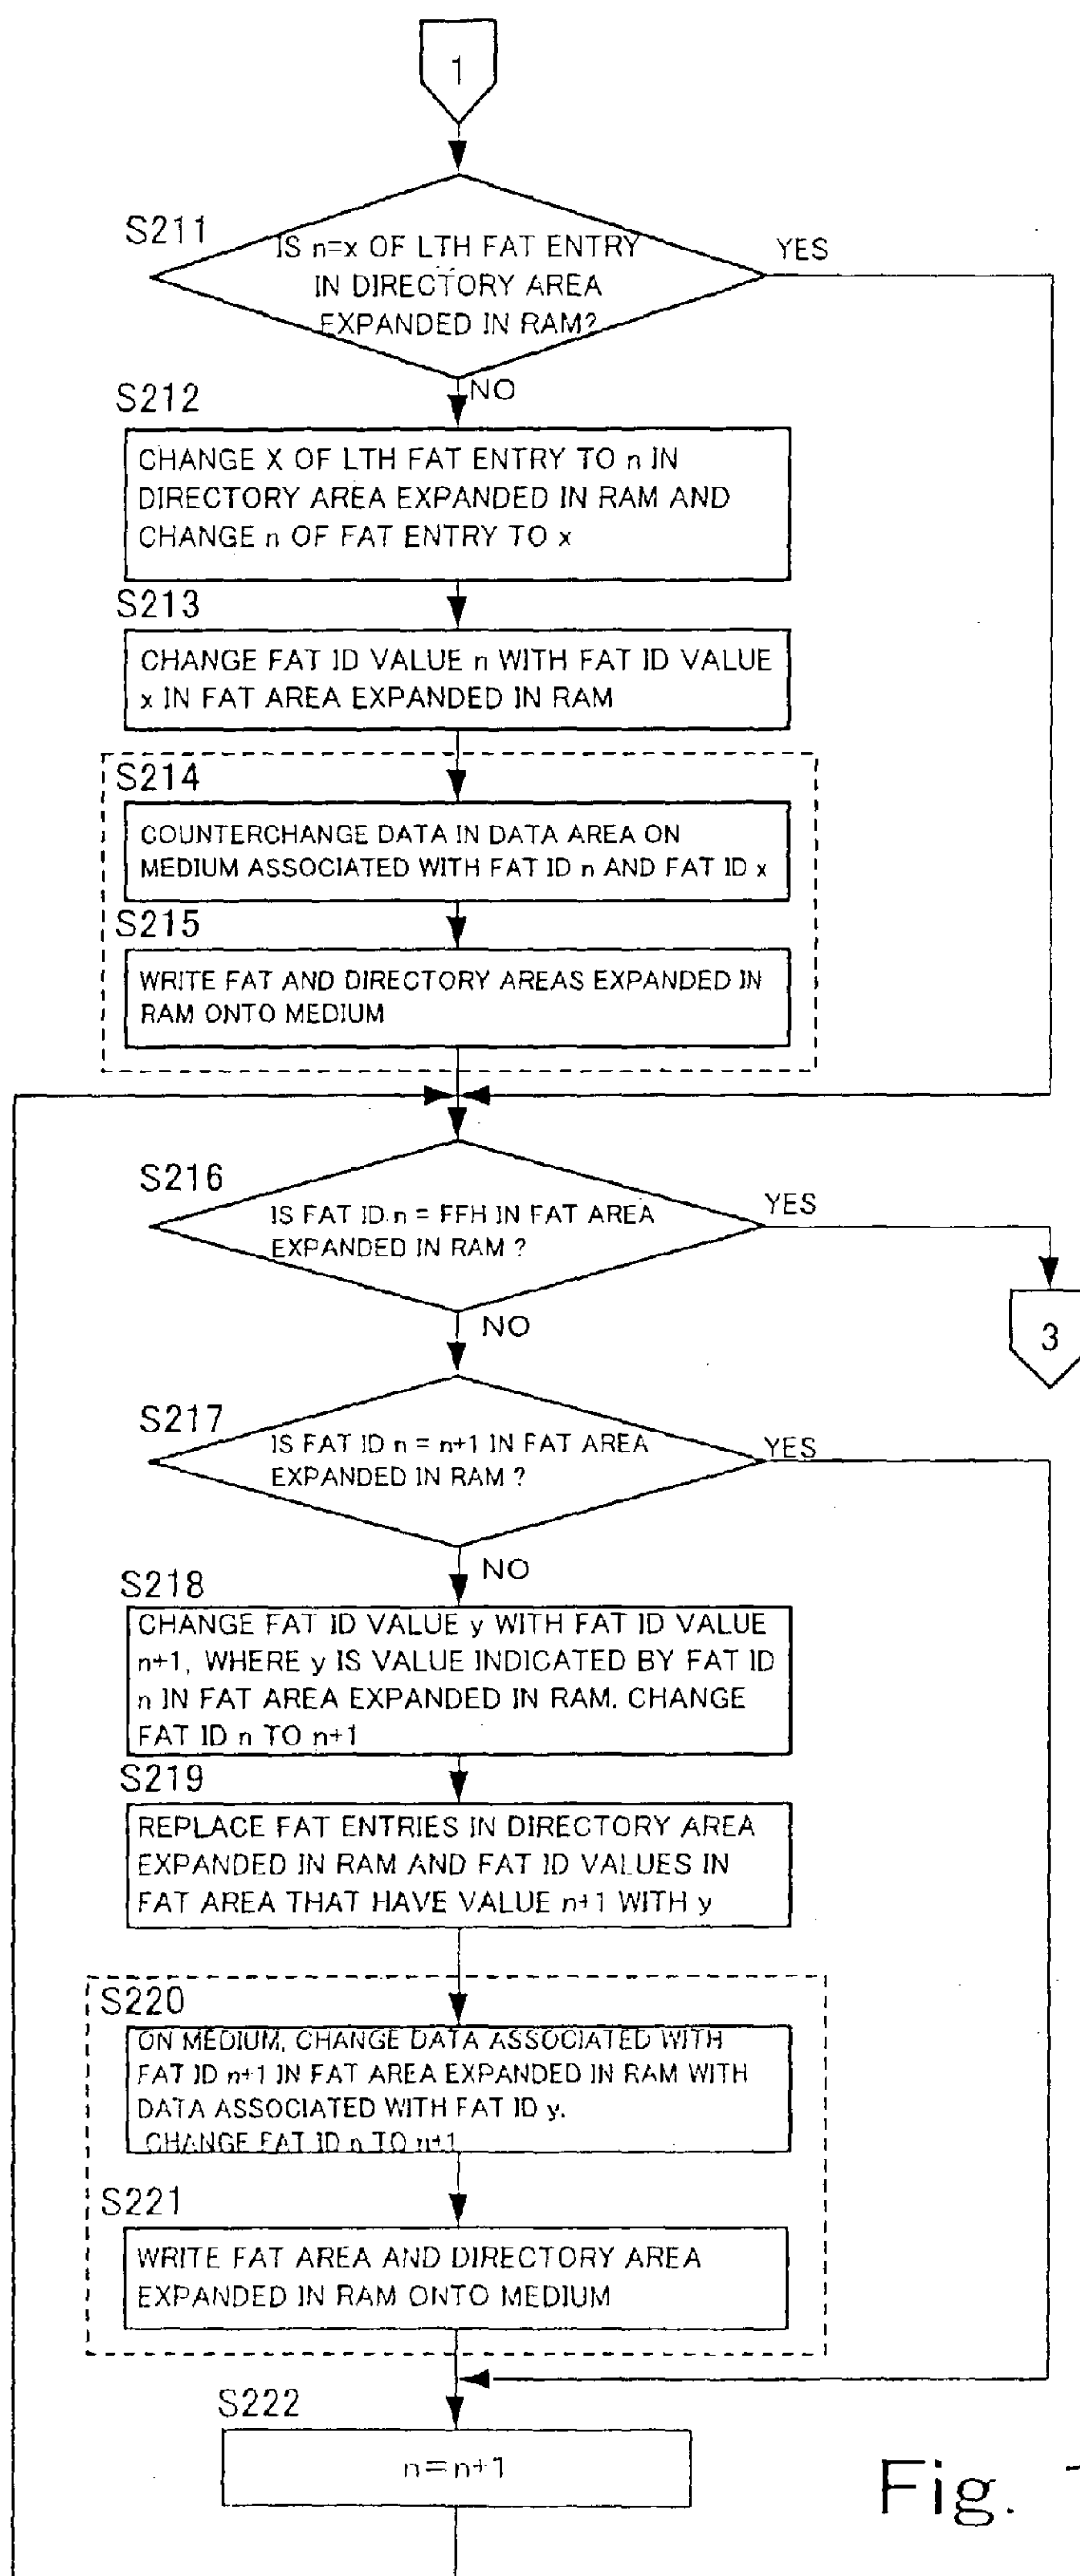 1
S211
IS n=x OF LTH FAT ENTRY
IN DIRECTORY AREA
EXPANDED IN RAM?
YES
NO
S212
CHANGE X OF LTH FAT ENTRY TO n IN
DIRECTORY AREA EXPANDED IN RAM AND
CHANGE n OF FAT ENTRY TO x
S213
CHANGE FAT ID VALUE n WITH FAT ID VALUE
x IN FAT AREA EXPANDED IN RAM
S214
COUNTERCHANGE DATA IN DATA AREA ON
MEDIUM ASSOCIATED WITH FAT ID n AND FAT ID x
S215
WRITE FAT AND DIRECTORY AREAS EXPANDED IN
RAM ONTO MEDIUM
S216
IS FAT ID n = FFH IN FAT AREA
EXPANDED IN RAM ?
YES
NO
3
S217
IS FAT ID n = n+1 IN FAT AREA
EXPANDED IN RAM ?
YES
NO
S218
CHANGE FAT ID VALUE y WITH FAT ID VALUE
n+1, WHERE y IS VALUE INDICATED BY FAT ID
n IN FAT AREA EXPANDED IN RAM. CHANGE
FAT ID n TO n+1
S219
REPLACE FAT ENTRIES IN DIRECTORY AREA
EXPANDED IN RAM AND FAT ID VALUES IN
FAT AREA THAT HAVE VALUE n+1 WITH y
S220
ON MEDIUM, CHANGE DATA ASSOCIATED WITH
FAT ID n+1 IN FAT AREA EXPANDED IN RAM WITH
DATA ASSOCIATED WITH FAT ID y.
CHANGE FAT ID n TO n+1
S221
WRITE FAT AREA AND DIRECTORY AREA
EXPANDED IN RAM ONTO MEDIUM
S222
n=n+1
Fig.